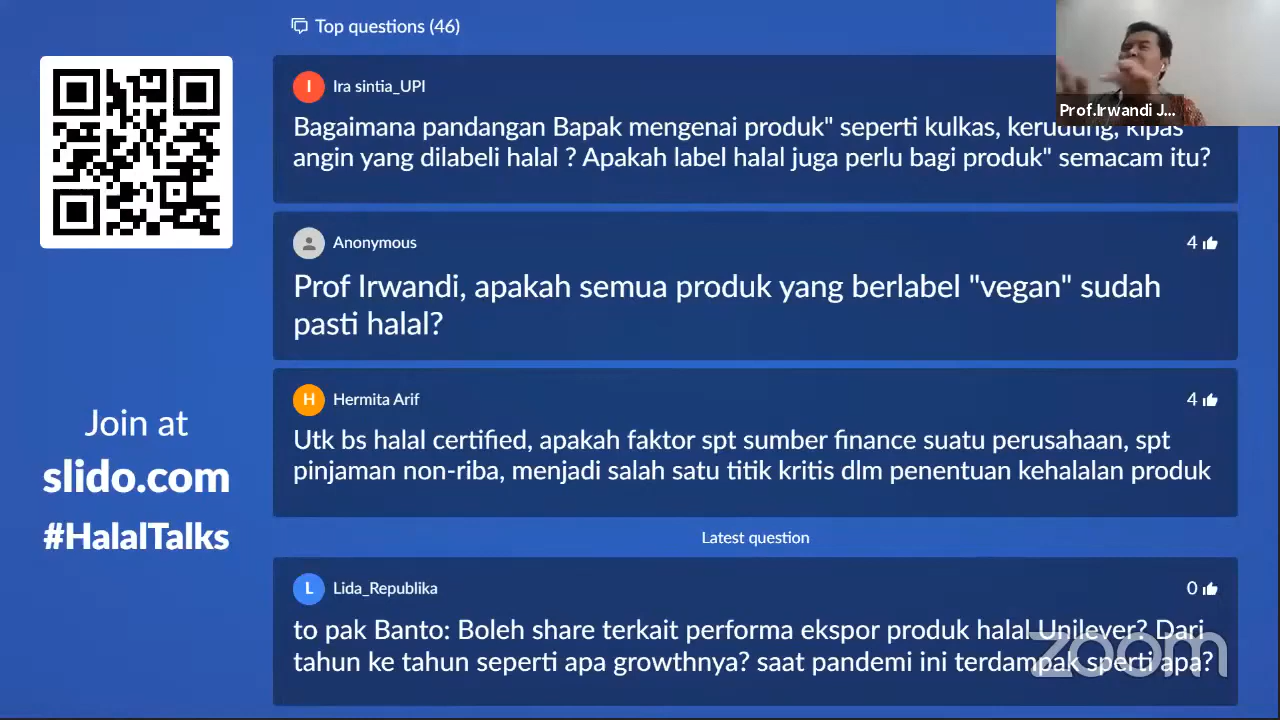 Top questions (46)
I
Ira sintia_UPI
Prof.Irwandi J...
Bagaimana pandangan Bapak mengenai produk" seperti kulkas, kerudung, kipas
angin yang dilabeli halal ? Apakah label halal juga perlu bagi produk" semacam itu?
Anonymous
4
Prof Irwandi, apakah semua produk yang berlabel "vegan" sudah
pasti halal?
H
Hermita Arif
4
Utk bs halal certified, apakah faktor spt sumber finance suatu perusahaan, spt
pinjaman non-riba, menjadi salah satu titik kritis dlm penentuan kehalalan produk
Join at
slido.com
#HalalTalks
Latest question
L
Lida_Republika
0
to pak Banto: Boleh share terkait performa ekspor produk halal Unilever? Dari
tahun ke tahun seperti apa growthnya? saat pandemi ini terdampak sperti apa?
zoom